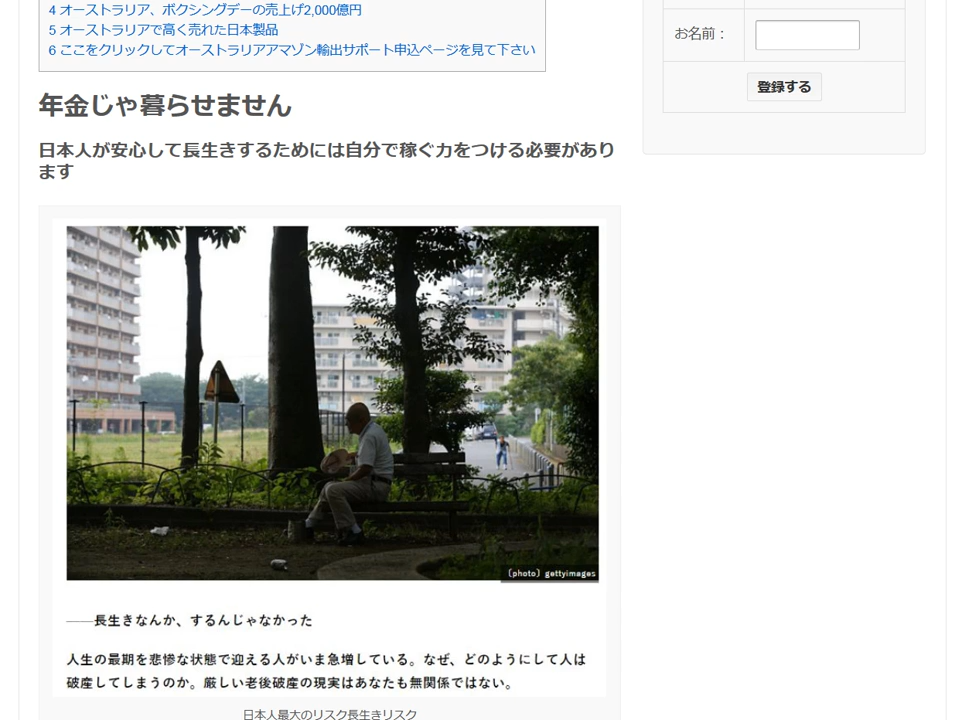 4 オーストラリア、ボクシングデーの売上げ2,000億円
5 オーストラリアで高く売れた日本製品
6 ここをクリックしてオーストラリアアマゾン輸出サポート申込ページを見て下さい
お名前：
登録する
年金じゃ暮らせません
日本人が安心して長生きするためには自分で稼ぐ力をつける必要があり
ます
〔photo〕gettyimages
――長生きなんか、するんじゃなかった
人生の最期を悲惨な状態で迎える人がいま急増している。なぜ、どのようにして人は
破産してしまうのか。厳しい老後破産の現実はあなたも無関係ではない。
日本人最大のリスク長生きリスク